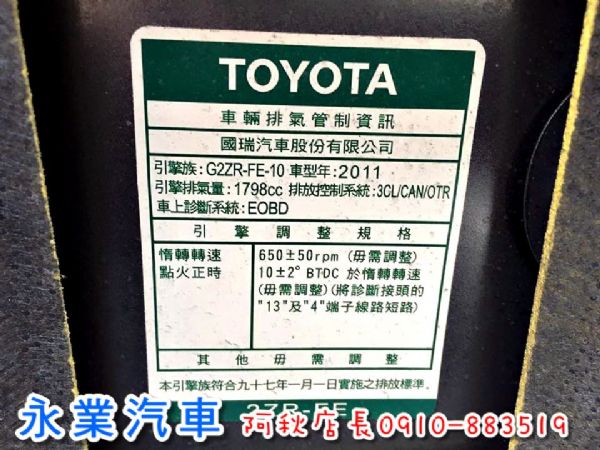 TOYOTA
車輛排氣管制資訊
國瑞汽車股份有限公司
引擎族:G2ZR-FE-10 車型年:2011
引擎排氣量:1798cc 排放控制系統:3CL/CAN/OTR
車上診斷系統:EOBD
引擎調整規格
惰轉轉速 650±50rpm (毋需調整)
點火正時 10±2° BTDC 於惰轉轉速
(毋需調整)(將診斷接頭的
"13"及"4"端子線路短路)
其他毋需調整
本引擎族符合九十七年一月一日實施之排放標準。
2ZR-FE
永業汽車 阿秋店長0910-883519